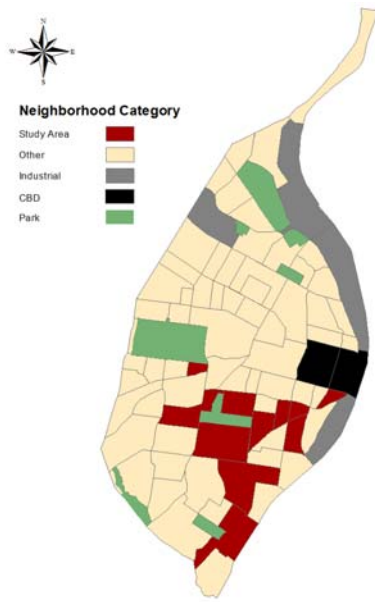 N
W
E
S
Neighborhood Category
Study Area
Other
Industrial
CBD
Park